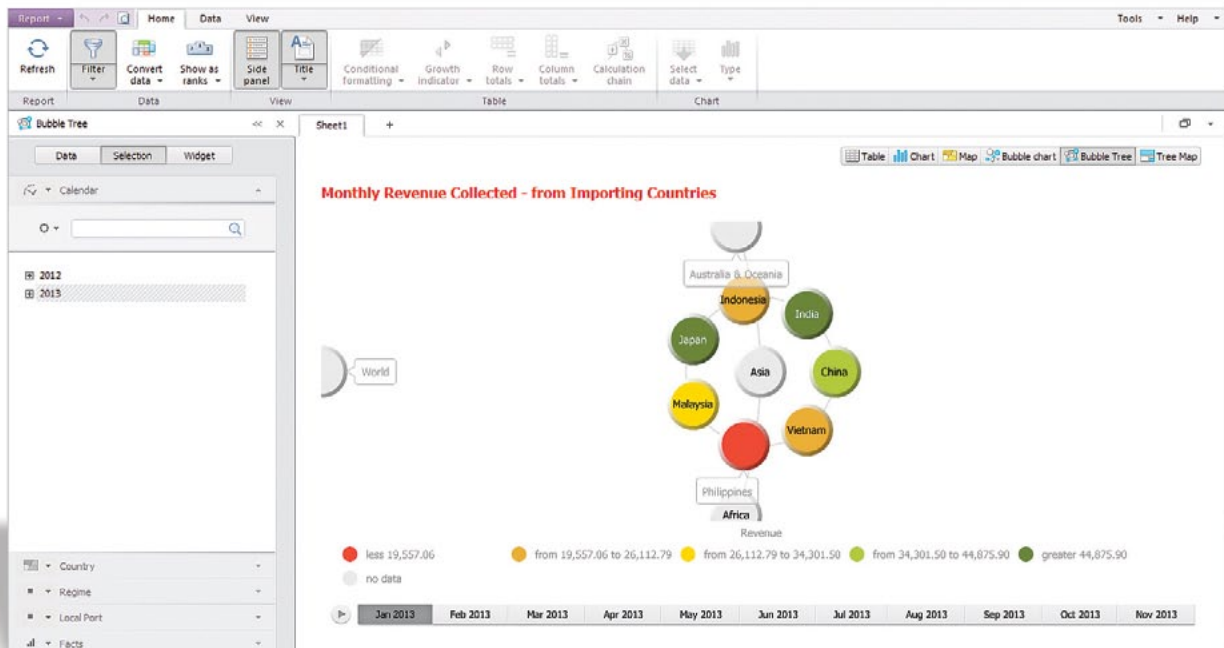 Report Home Data View Tools Help
Refresh Filter Convert data Show as ranks Side panel Title Conditional formatting Growth indicator Row totals Column totals Calculation chain Select data Type
Report Data View Table Chart
Bubble Tree Sheet1 +
Data Selection Widget
Table Chart Map Bubble chart Bubble Tree Tree Map
Calendar
Monthly Revenue Collected - from Importing Countries
2012
2013
Australia & Oceania
Indonesia
India
Japan
World
Asia
China
Malaysia
Vietnam
Philippines
Africa
Revenue
less 19,557.06 from 19,557.06 to 26,112.79 from 26,112.79 to 34,301.50 from 34,301.50 to 44,875.90 greater 44,875.90
no data
Country
Regime
Local Port
Facts
Jan 2013 Feb 2013 Mar 2013 Apr 2013 May 2013 Jun 2013 Jul 2013 Aug 2013 Sep 2013 Oct 2013 Nov 2013